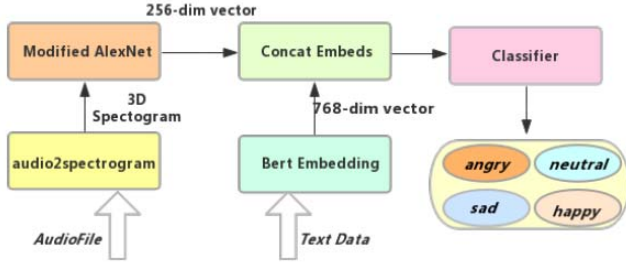 256-dim vector
Modified AlexNet
Concat Embeds
Classifier
3D
Spectogram
768-dim vector
audio2spectrogram
Bert Embedding
angry
neutral
sad
happy
AudioFile
Text Data